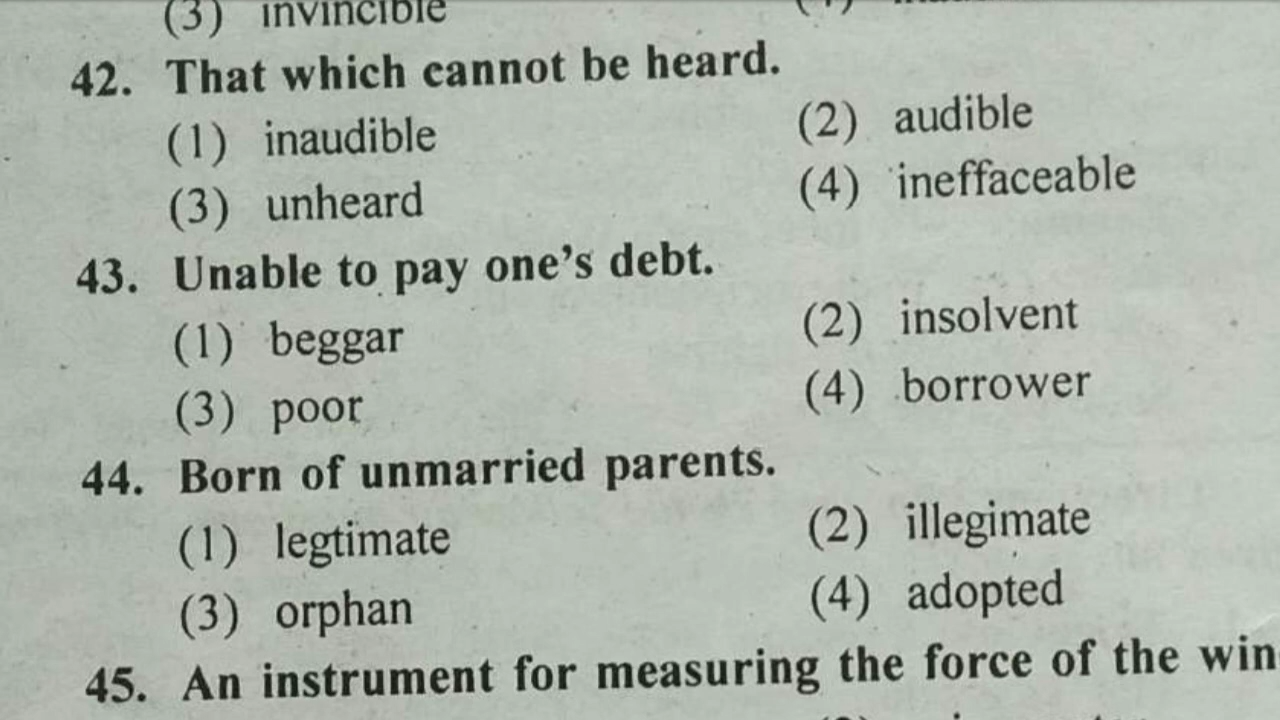 (3) invincible
42. That which cannot be heard.
(1) inaudible (2) audible
(3) unheard (4) ineffaceable
43. Unable to pay one's debt.
(1) beggar (2) insolvent
(3) poor (4) borrower
44. Born of unmarried parents.
(1) legtimate (2) illegimate
(3) orphan (4) adopted
45. An instrument for measuring the force of the win